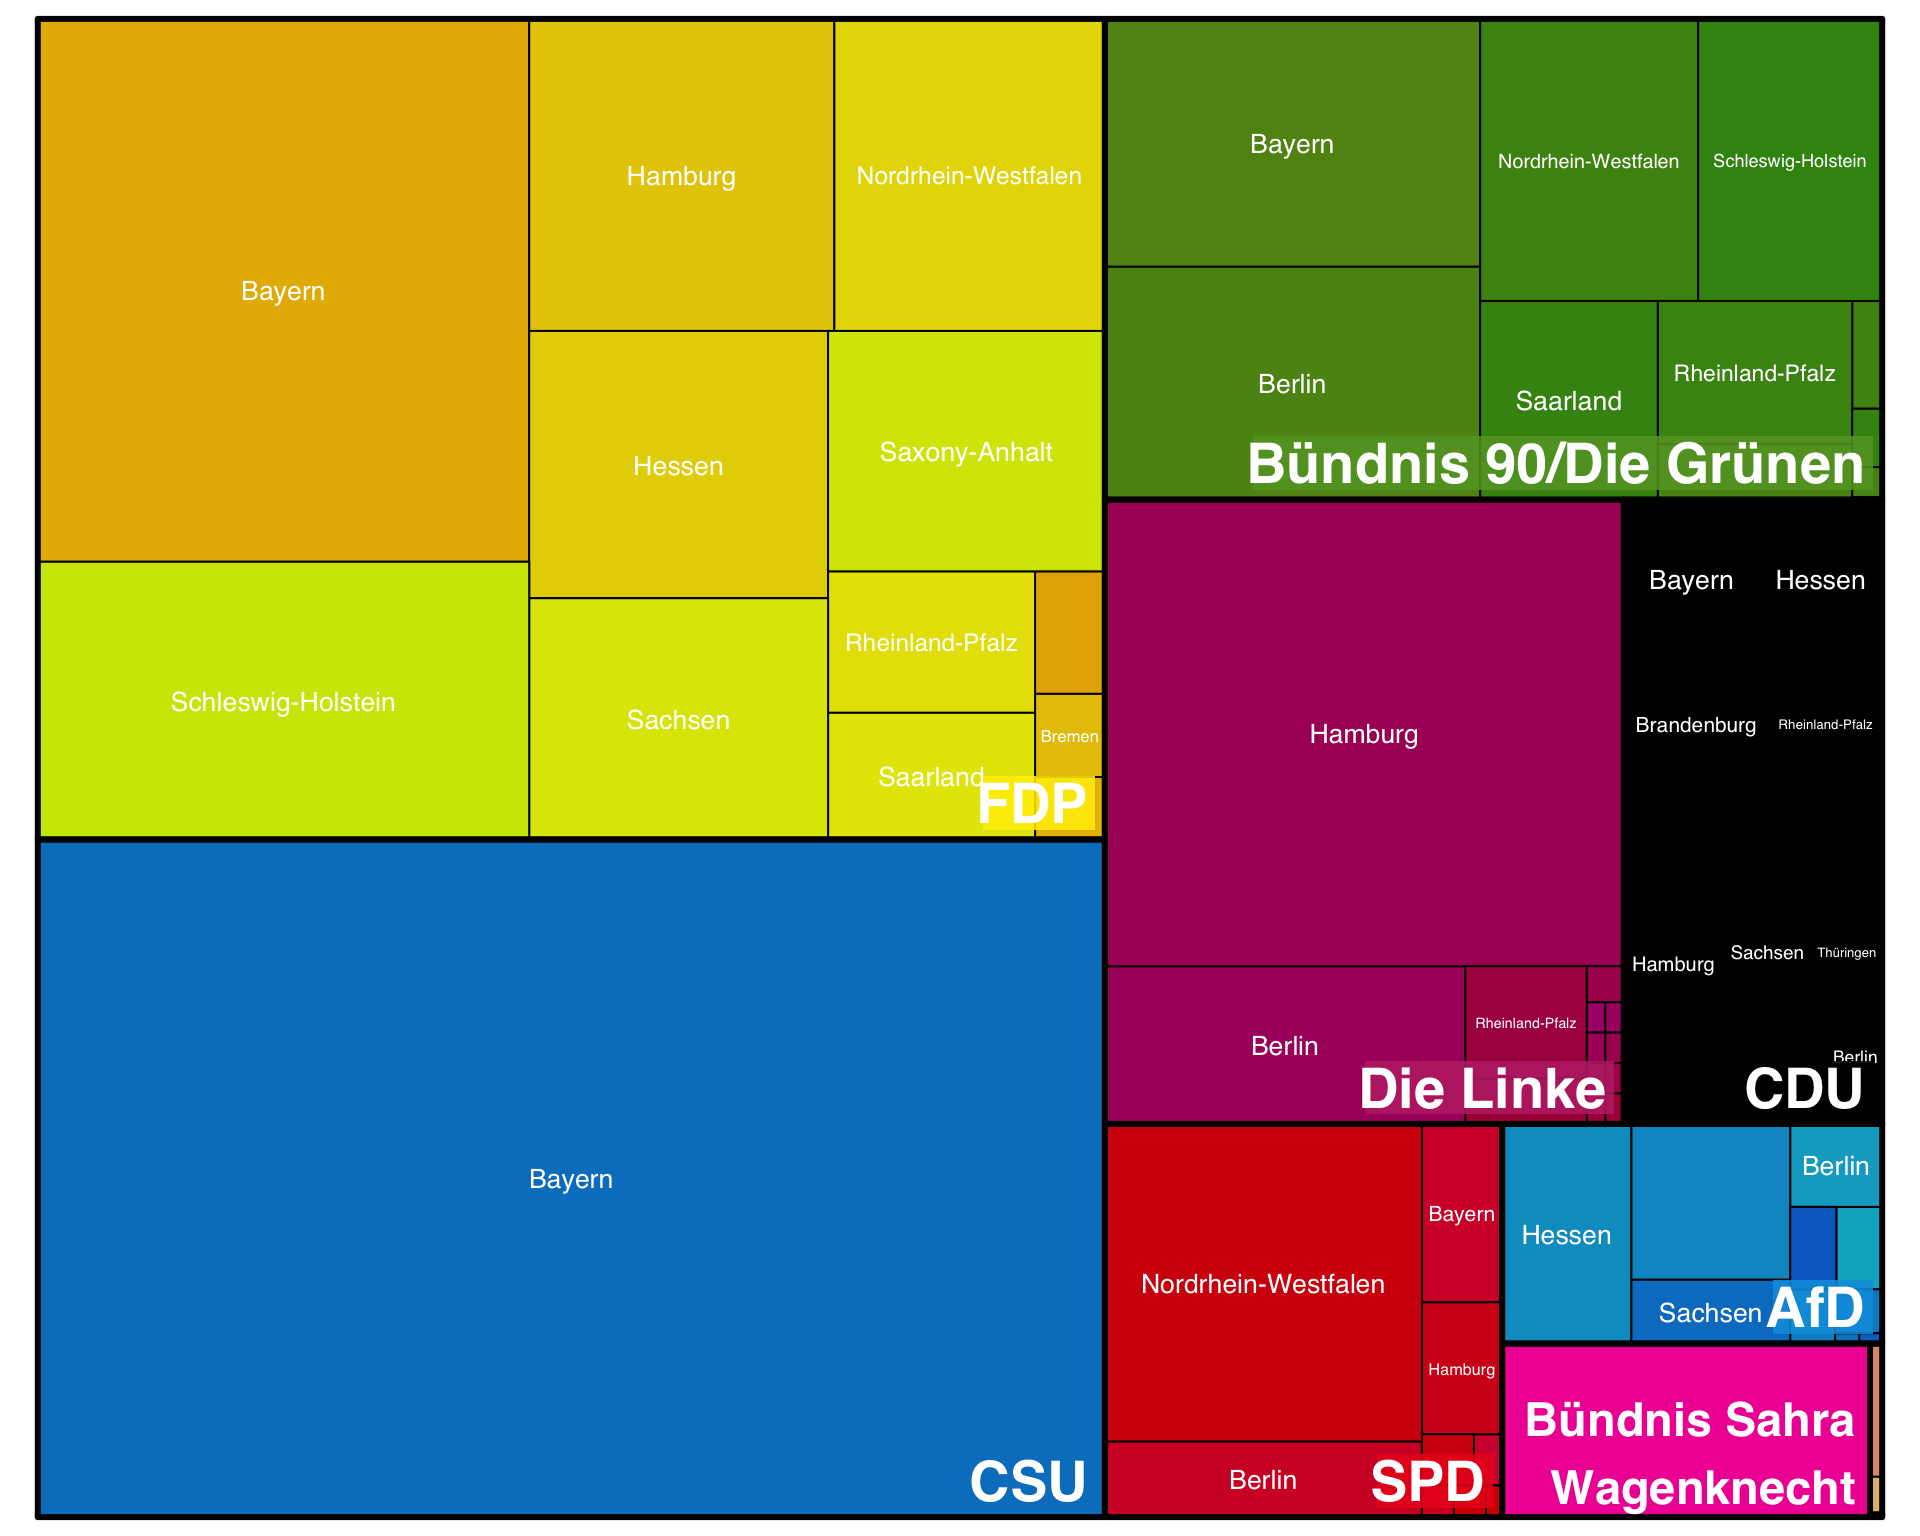 Bayern
Hamburg
Nordrhein-Westfalen
Hessen
Saxony-Anhalt
Schleswig-Holstein
Sachsen
Rheinland-Pfalz
Bremen
Saarland
FDP
Bayern
CSU
Bayern
Nordrhein-Westfalen
Schleswig-Holstein
Berlin
Saarland
Rheinland-Pfalz
Bündnis 90/Die Grünen
Hamburg
Berlin
Rheinland-Pfalz
Die Linke
Bayern
Hessen
Brandenburg
Rheinland-Pfalz
Hamburg
Sachsen
Thüringen
Berlin
CDU
Nordrhein-Westfalen
Bayern
Hamburg
Berlin
SPD
Hessen
Berlin
Sachsen
AfD
Bündnis Sahra
Wagenknecht